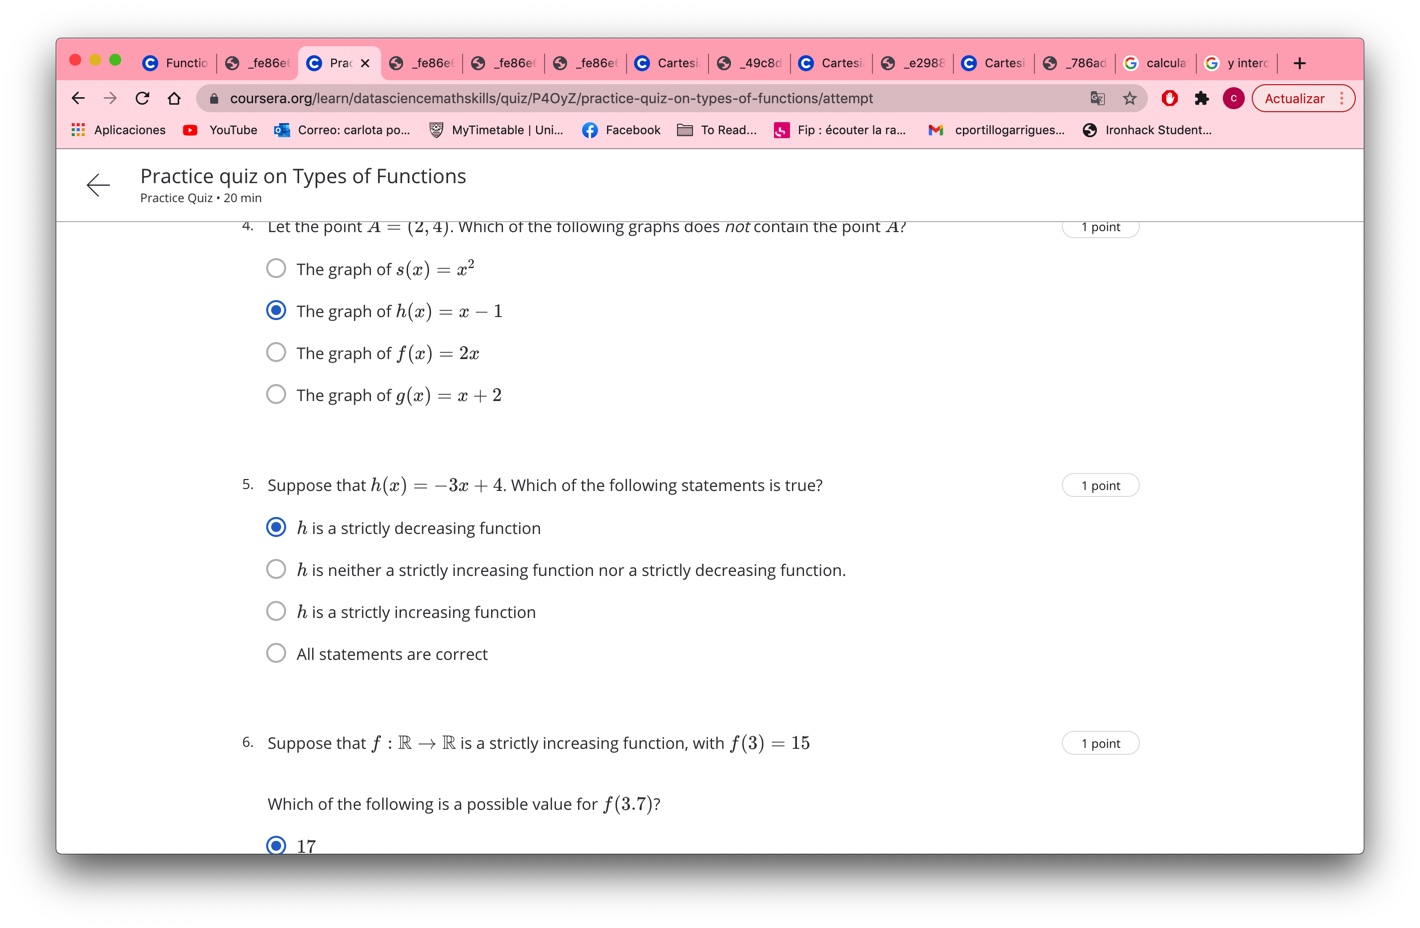 Functio _fe86e Prac _fe86e _fe86e _fe86e Cartesi _49c8d Cartesi _e2988 Cartesi _786ad calcula y interc
coursera.org/learn/datasciencemathskills/quiz/P4OyZ/practice-quiz-on-types-of-functions/attempt C Actualizar
Aplicaciones YouTube Correo: carlota po... MyTimetable | Uni... Facebook To Read... Fip : écouter la ra... cportillogarrigues... Ironhack Student...
Practice quiz on Types of Functions
Practice Quiz • 20 min
4. Let the point A = (2, 4). Which of the following graphs does not contain the point A? 1 point
The graph of s(x) = x²
The graph of h(x) = x − 1
The graph of f(x) = 2x
The graph of g(x) = x + 2
5. Suppose that h(x) = −3x + 4. Which of the following statements is true? 1 point
h is a strictly decreasing function
h is neither a strictly increasing function nor a strictly decreasing function.
h is a strictly increasing function
All statements are correct
6. Suppose that f : ℝ → ℝ is a strictly increasing function, with f(3) = 15 1 point
Which of the following is a possible value for f(3.7)?
17